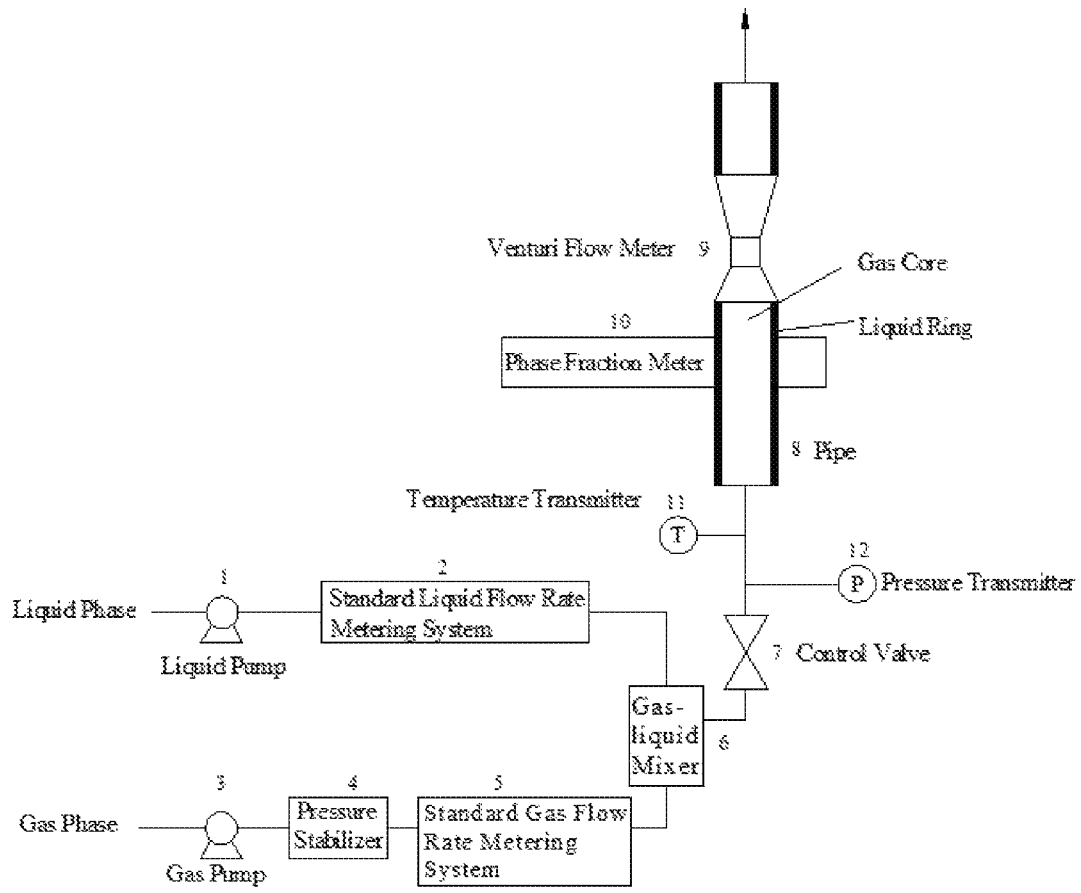 Venturi Flow Meter
9
Gas Core
Liquid Ring
10
Phase Fraction Meter
8 Pipe
Temperature Transmitter
11
T
12
P
Pressure Transmitter
1
2
Liquid Phase
Standard Liquid Flow Rate
Metering System
Liquid Pump
7 Control Valve
Gas-
liquid
Mixer
6
3
4
5
Gas Phase
Pressure
Stabilizer
Standard Gas Flow
Rate Metering
System
Gas Pump